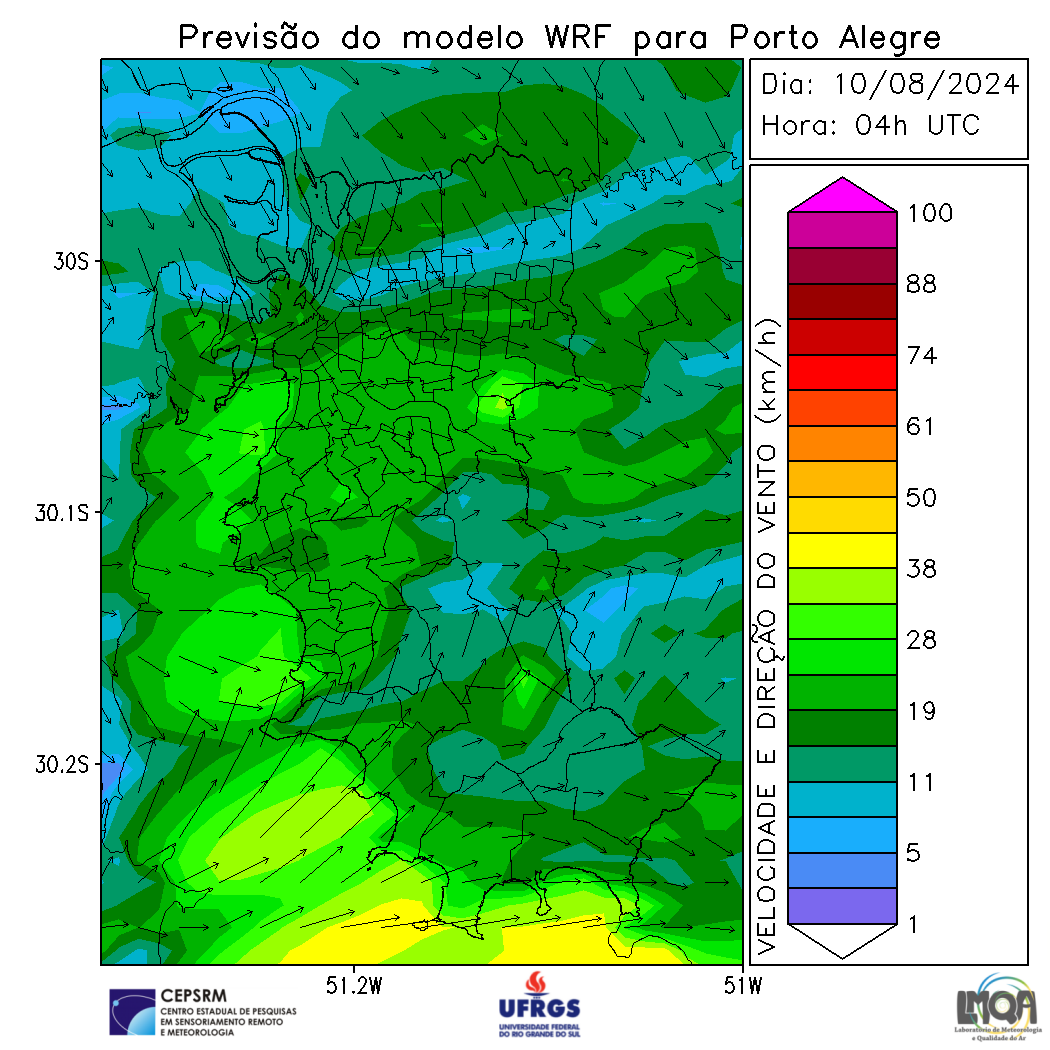 Previsão do modelo WRF para Porto Alegre
Dia: 10/08/2024
Hora: 04h UTC
30S
30.1S
30.2S
51.2W
51W
VELOCIDADE E DIREÇÃO DO VENTO (km/h)
100
88
74
61
50
38
28
19
11
5
1
CEPSRM
CENTRO ESTADUAL DE PESQUISAS
EM SENSORIAMENTO REMOTO
E METEOROLOGIA
UFRGS
UNIVERSIDADE FEDERAL
DO RIO GRANDE DO SUL
LMQA
Laboratório de Meteorologia
e Qualidade do Ar